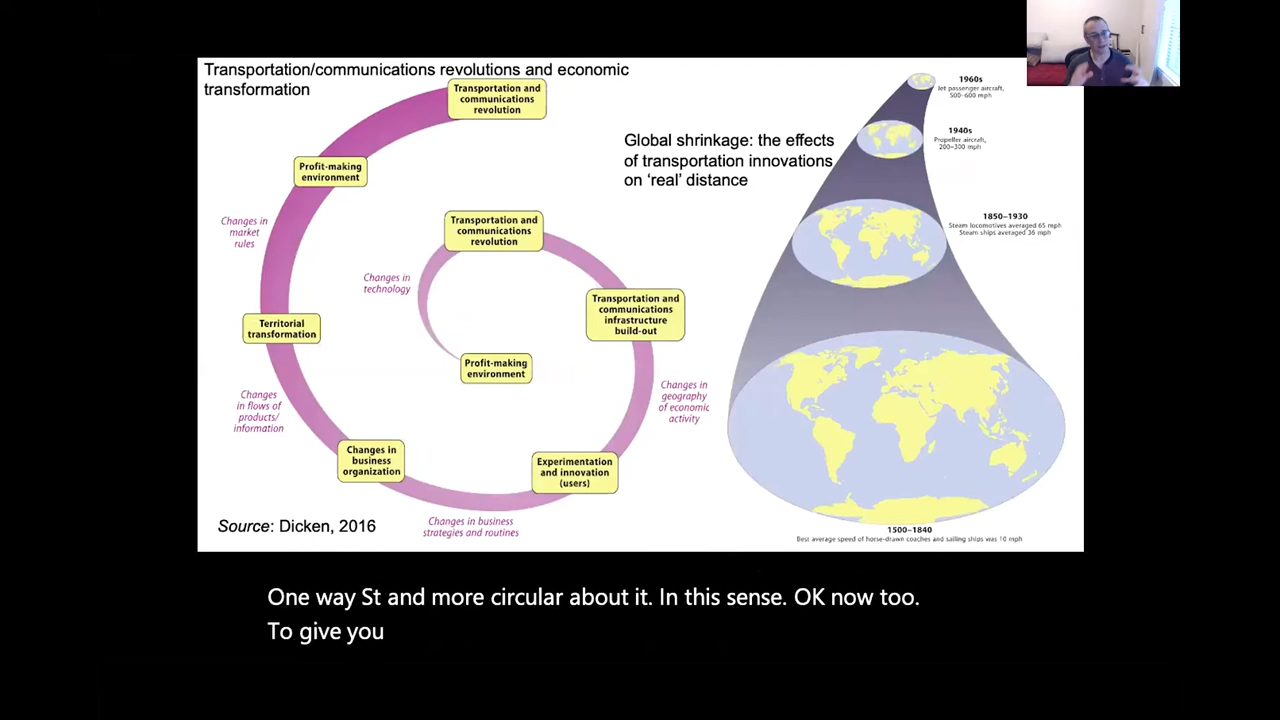 Transportation/communications revolutions and economic
transformation
Transportation and
communications
revolution
Profit-making
environment
Changes in
market
rules
Territorial
transformation
Changes
in flows of
products/
information
Changes in
business
organization
Changes in business
strategies and routines
Experimentation
and innovation
(users)
Changes in
geography
of economic
activity
Transportation and
communications
infrastructure
build-out
Transportation and
communications
revolution
Changes in
technology
Profit-making
environment
Source: Dicken, 2016
Global shrinkage: the effects
of transportation innovations
on ‘real’ distance
1960s
Jet passenger aircraft,
500–600 mph
1940s
Propeller aircraft,
200–300 mph
1850–1930
Steam locomotives averaged 65 mph
Steam ships averaged 36 mph
1500–1840
Best average speed of horse-drawn coaches and sailing ships was 10 mph
One way St and more circular about it. In this sense. OK now too.
To give you